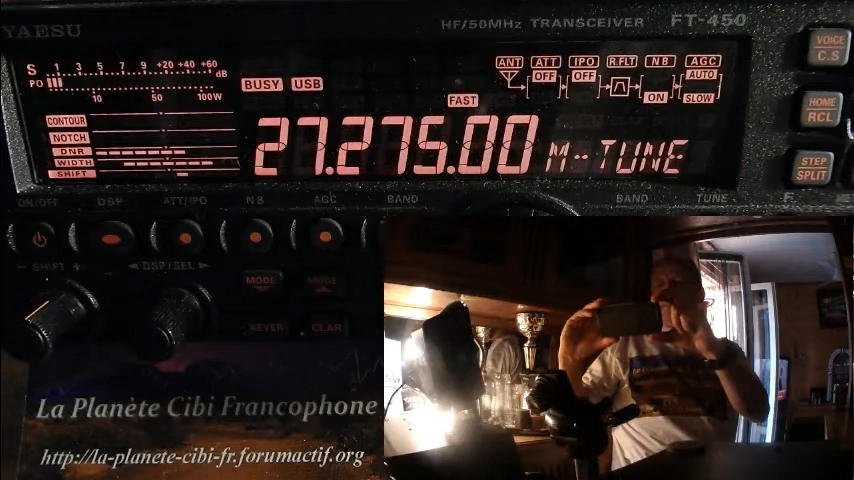 YAESU
HF/50MHz TRANSCEIVER FT-450
VOICE
C.S
S 1 3 5 7 9 +20 +40 +60 dB
PO
10 50 100W
BUSY USB
FAST
ANT ATT IPO R.FLT NB AGC
OFF OFF AUTO
ON SLOW
HOME
RCL
CONTOUR
NOTCH
DNR
WIDTH
SHIFT
27.275.00 M-TUNE
STEP
SPLIT
ON/OFF DSP ATT/IPO NB AGC BAND BAND TUNE F
- SHIFT + ◄DSP/SEL►
MODE MODE
KEYER CLAR
La Planète Cibi Francophone
http://la-planete-cibi-fr.forumactif.org